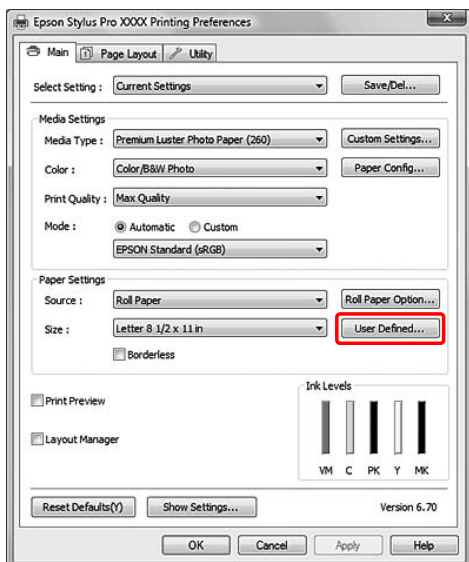 Epson Stylus Pro XXXX Printing Preferences
Main Page Layout Utility
Select Setting : Current Settings Save/Del...
Media Settings
Media Type : Premium Luster Photo Paper (260) Custom Settings...
Color : Color/B&W Photo Paper Config...
Print Quality : Max Quality
Mode : Automatic Custom
EPSON Standard (sRGB)
Paper Settings
Source : Roll Paper Roll Paper Option...
Size : Letter 8 1/2 x 11 in User Defined...
Borderless
Ink Levels
Print Preview
Layout Manager
VM C PK Y MK
Reset Defaults(Y) Show Settings... Version 6.70
OK Cancel Apply Help